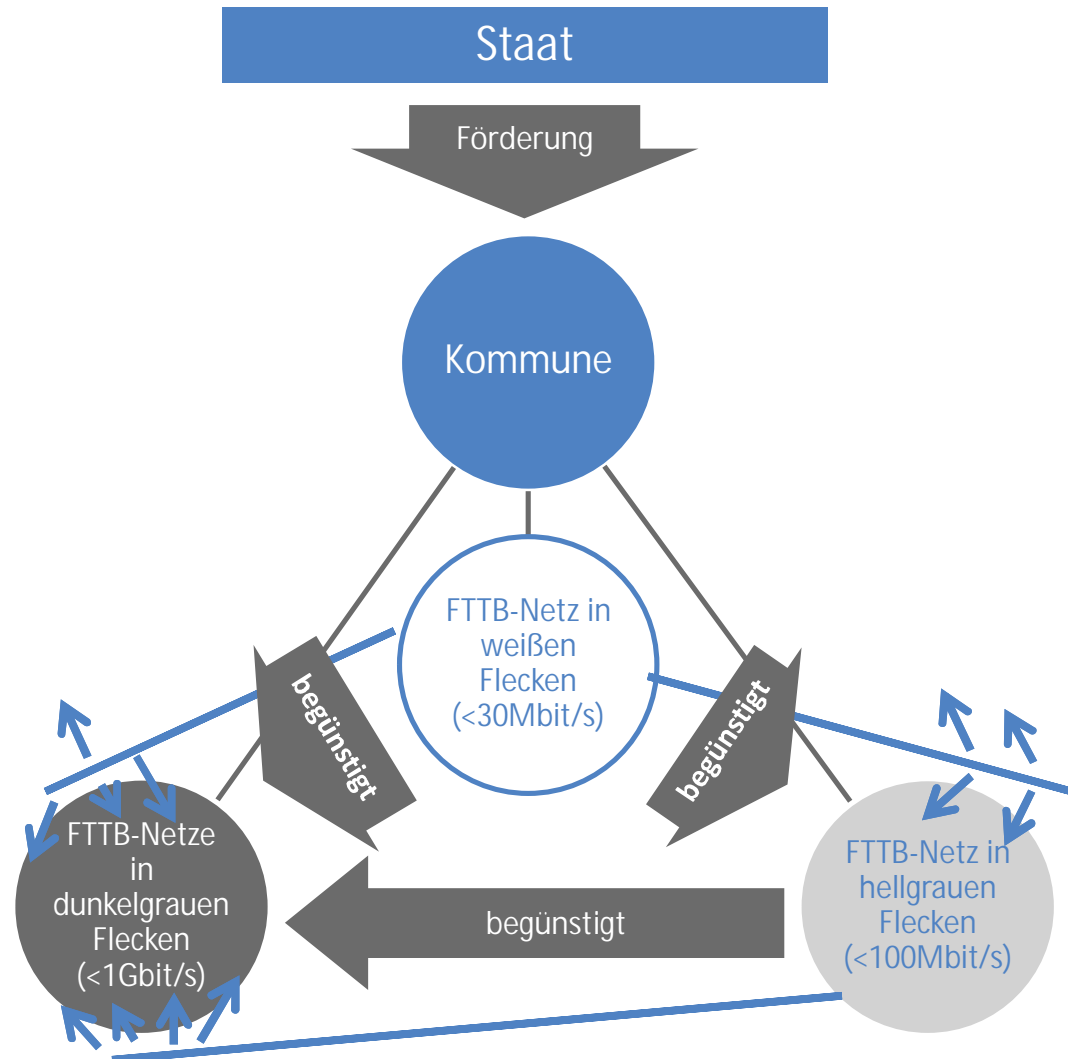 Staat
Förderung
Kommune
FTTB-Netz in
weißen
Flecken
(<30Mbit/s)
begünstigt
begünstigt
FTTB-Netze
in
dunkelgrauen
Flecken
(<1Gbit/s)
begünstigt
FTTB-Netz in
hellgrauen
Flecken
(<100Mbit/s)